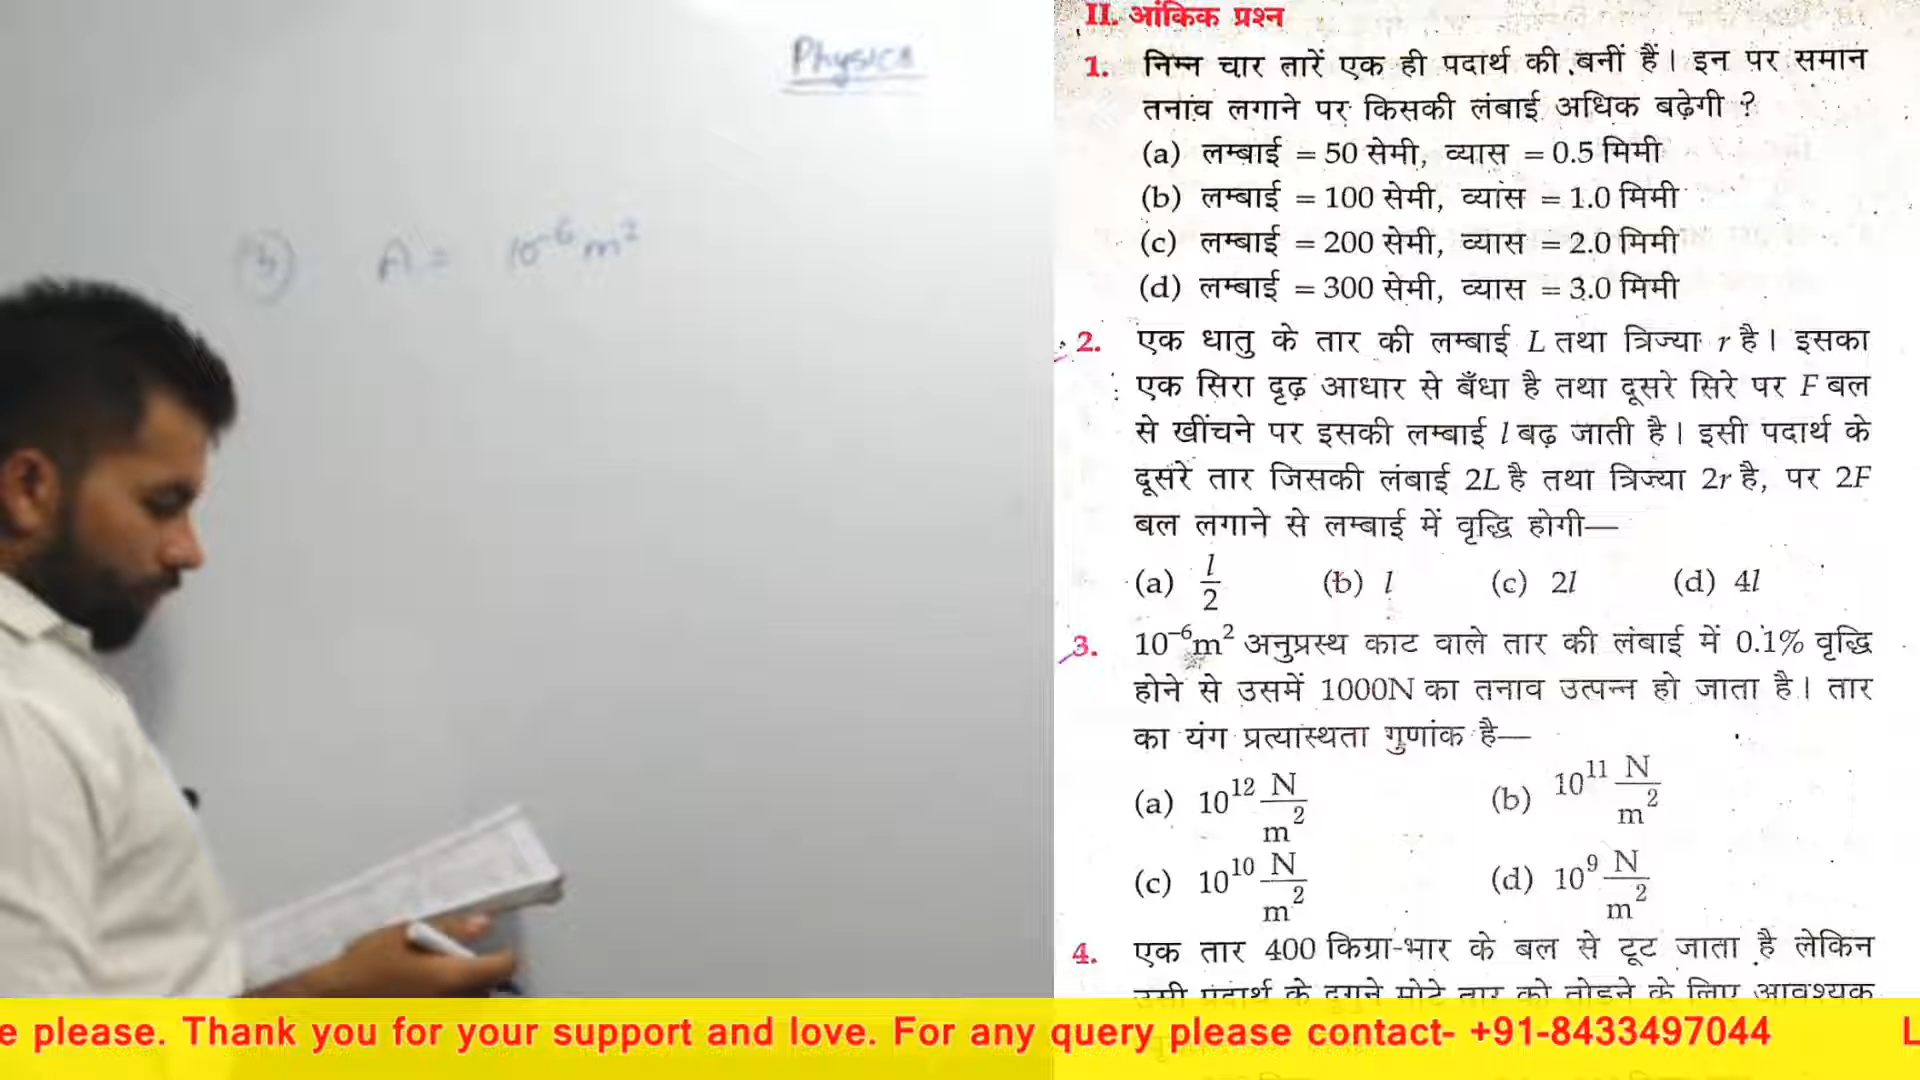 Physics
3) A = 10⁻⁶ m²
II. आंकिक प्रश्न
1. निम्न चार तारें एक ही पदार्थ की बनीं हैं। इन पर समान
तनाव लगाने पर किसकी लंबाई अधिक बढ़ेगी ?
(a) लम्बाई = 50 सेमी, व्यास = 0.5 मिमी
(b) लम्बाई = 100 सेमी, व्यास = 1.0 मिमी
(c) लम्बाई = 200 सेमी, व्यास = 2.0 मिमी
(d) लम्बाई = 300 सेमी, व्यास = 3.0 मिमी
2. एक धातु के तार की लम्बाई L तथा त्रिज्या r है। इसका
एक सिरा दृढ़ आधार से बँधा है तथा दूसरे सिरे पर F बल
से खींचने पर इसकी लम्बाई l बढ़ जाती है। इसी पदार्थ के
दूसरे तार जिसकी लंबाई 2L है तथा त्रिज्या 2r है, पर 2F
बल लगाने से लम्बाई में वृद्धि होगी—
(a) l/2 (b) l (c) 2l (d) 4l
3. 10⁻⁶m² अनुप्रस्थ काट वाले तार की लंबाई में 0.1% वृद्धि
होने से उसमें 1000N का तनाव उत्पन्न हो जाता है। तार
का यंग प्रत्यास्थता गुणांक है—
(a) 10¹² N/m² (b) 10¹¹ N/m²
(c) 10¹⁰ N/m² (d) 10⁹ N/m²
4. एक तार 400 किग्रा-भार के बल से टूट जाता है लेकिन
उसी पदार्थ के दुगुने मोटे तार को तोड़ने के लिए आवश्यक
e please. Thank you for your support and love. For any query please contact- +91-8433497044 L